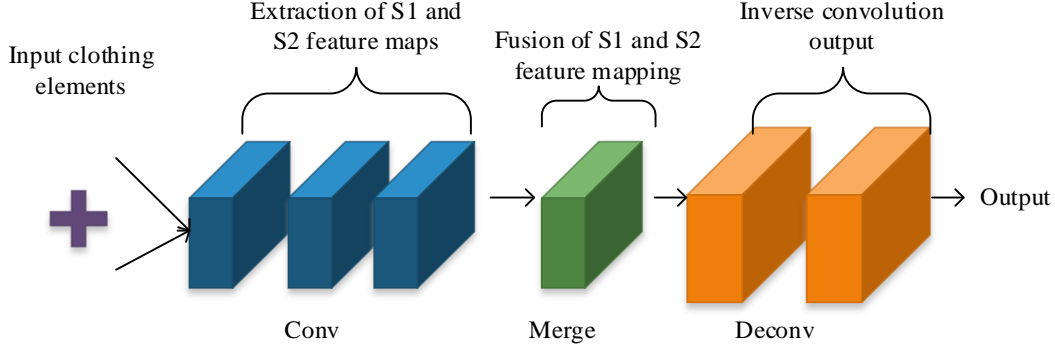 Input clothing
elements
Extraction of S1 and
S2 feature maps
Fusion of S1 and S2
feature mapping
Inverse convolution
output
Output
Conv
Merge
Deconv